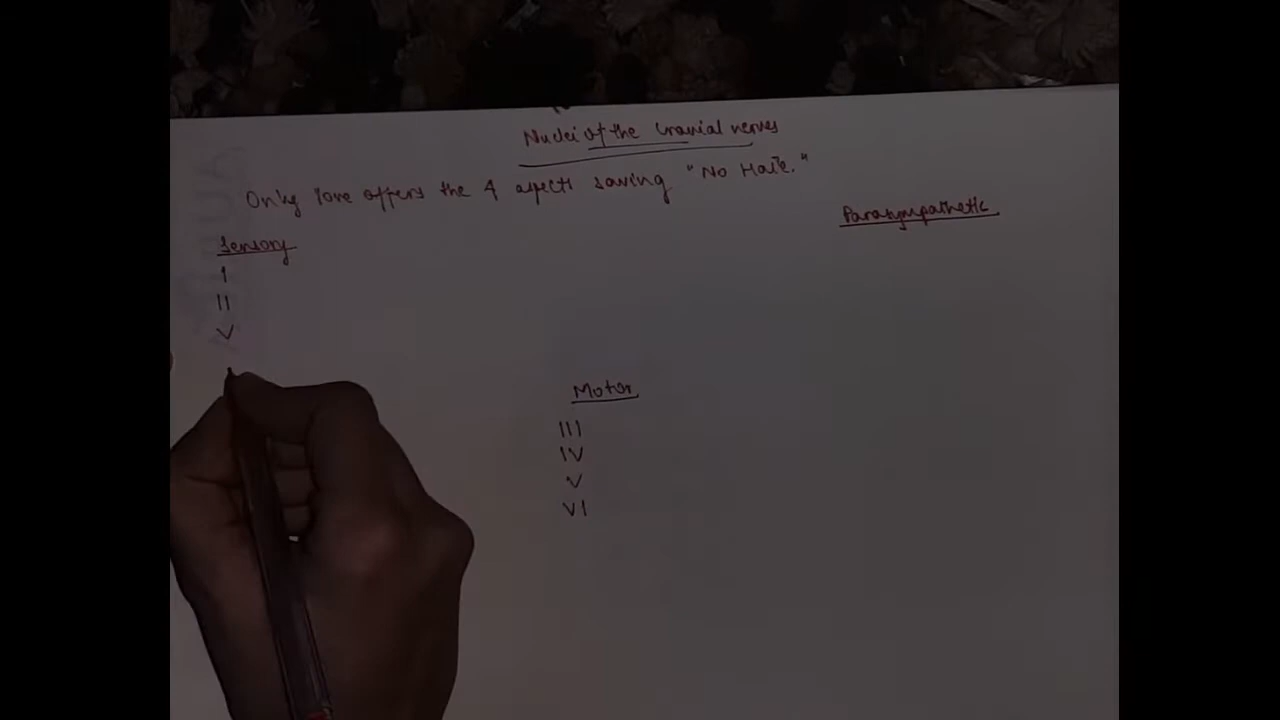 Nuclei of the Cranial nerves
Only love offers the 4 aspects saving "No Hate."
Parasympathetic
Sensory
I
II
V
Motor
III
IV
V
VI